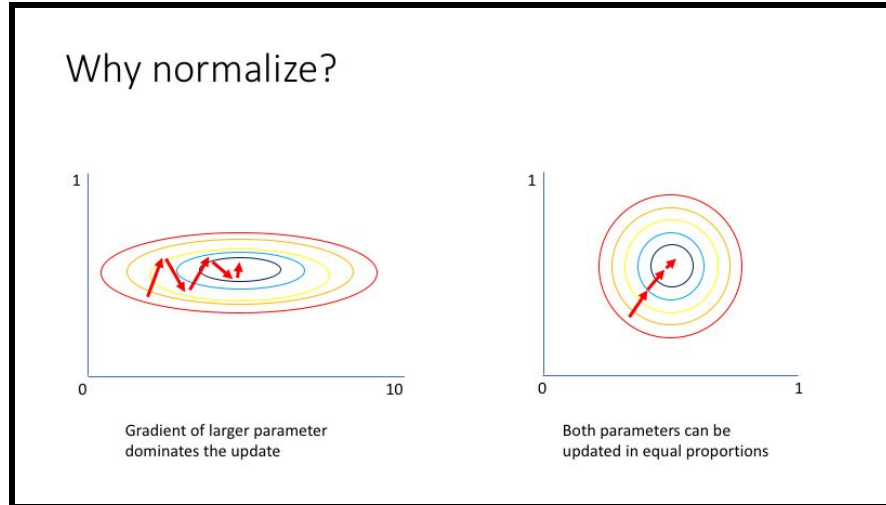 Why normalize?
1
0
10
Gradient of larger parameter
dominates the update
1
0
1
Both parameters can be
updated in equal proportions